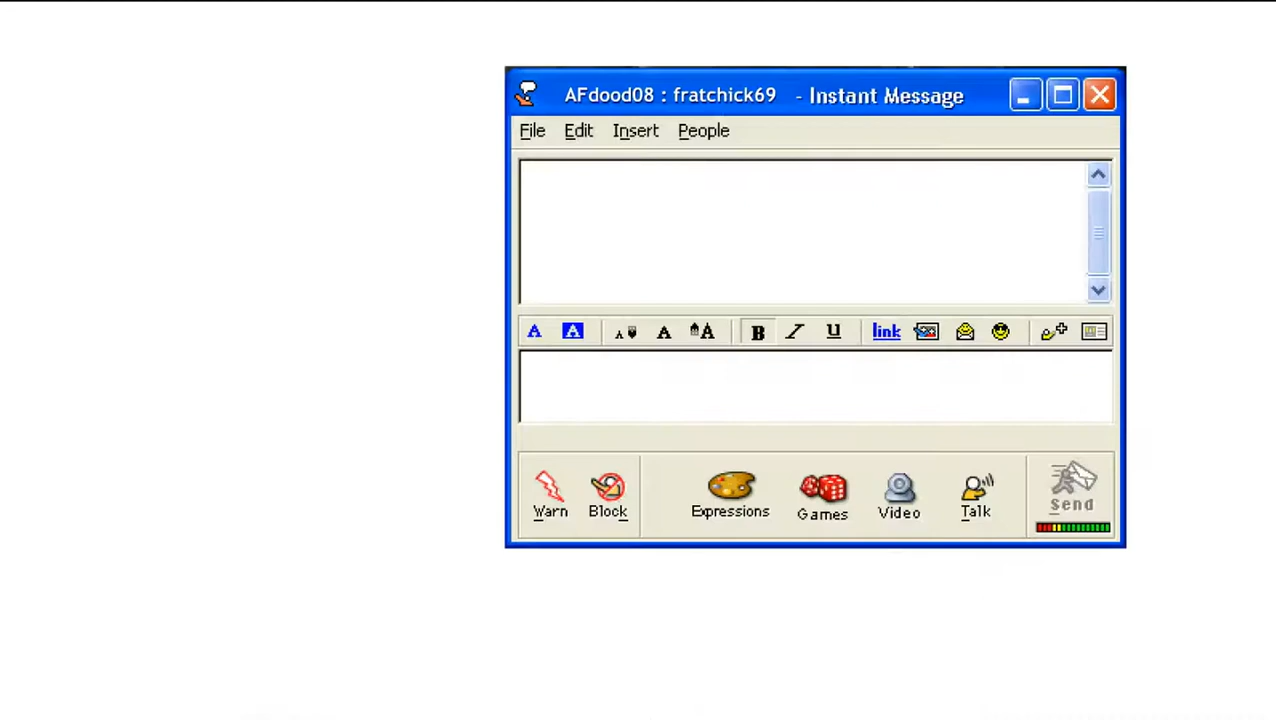 AFdood08 : fratchick69 - Instant Message
File Edit Insert People
A A A A A B I U link
Warn Block Expressions Games Video Talk Send